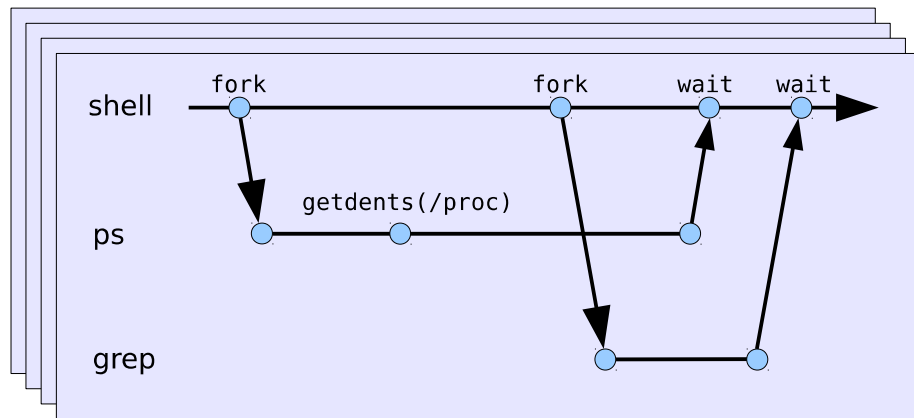 fork fork wait wait
shell
getdents(/proc)
ps
grep